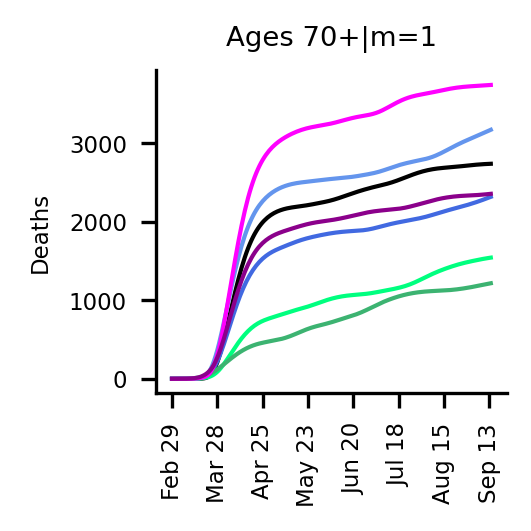 Ages 70+|m=1
Deaths
3000
2000
1000
0
Feb 29
Mar 28
Apr 25
May 23
Jun 20
Jul 18
Aug 15
Sep 13